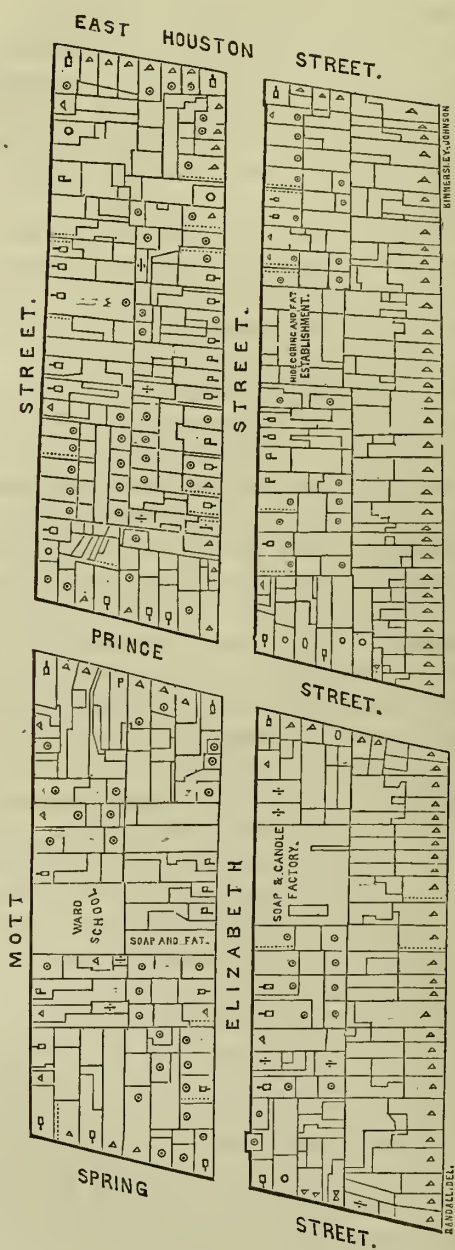 EAST HOUSTON STREET.
KINNERSLEY-JOHNSON
STREET.
STREET.
HIDE CURING AND FAT
ESTABLISHMENT.
P
P
P
P
P
P
PRINCE STREET.
P
MOTT
ELIZABETH
WARD
SCHOOL
SOAP AND FAT.
P
P
P
P
SOAP & CANDLE
FACTORY.
SPRING STREET.
RANDALL, DEL.